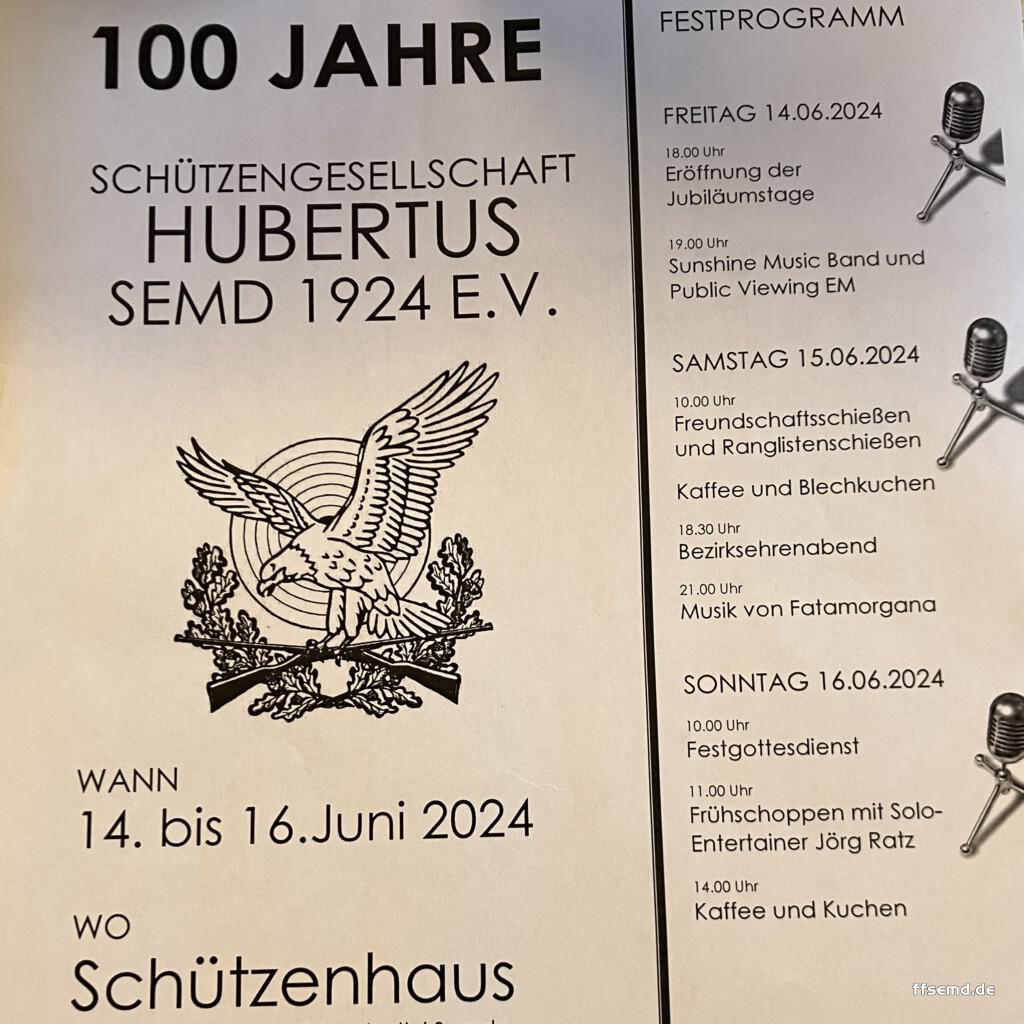 100 JAHRE
SCHÜTZENGESELLSCHAFT
HUBERTUS
SEMD 1924 E.V.
WANN
14. bis 16.Juni 2024
WO
Schützenhaus
FESTPROGRAMM
FREITAG 14.06.2024
18.00 Uhr
Eröffnung der
Jubiläumstage
19.00 Uhr
Sunshine Music Band und
Public Viewing EM
SAMSTAG 15.06.2024
10.00 Uhr
Freundschaftsschießen
und Ranglistenschießen
Kaffee und Blechkuchen
18.30 Uhr
Bezirksehrenabend
21.00 Uhr
Musik von Fatamorgana
SONNTAG 16.06.2024
10.00 Uhr
Festgottesdienst
11.00 Uhr
Frühschoppen mit Solo-
Entertainer Jörg Ratz
14.00 Uhr
Kaffee und Kuchen
ffsemd.de